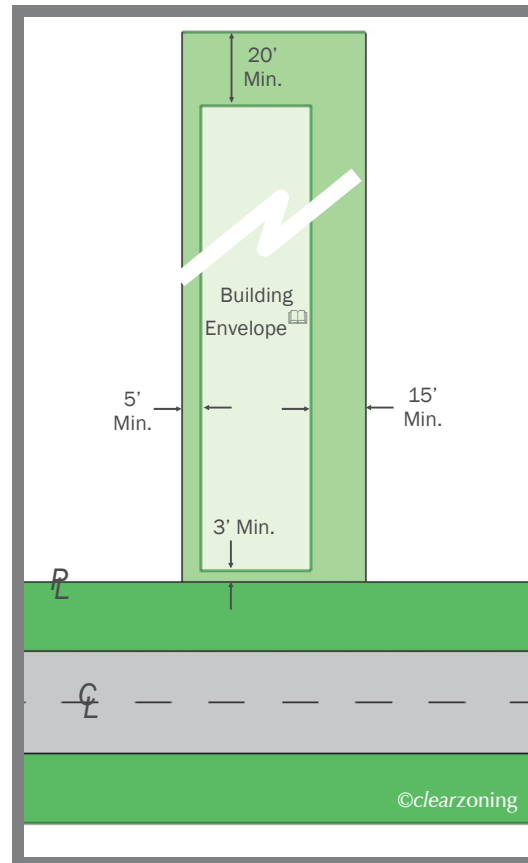 20’
Min.
Building
Envelope
5’
Min.
15’
Min.
3’ Min.
PL
CL
©clearzoning